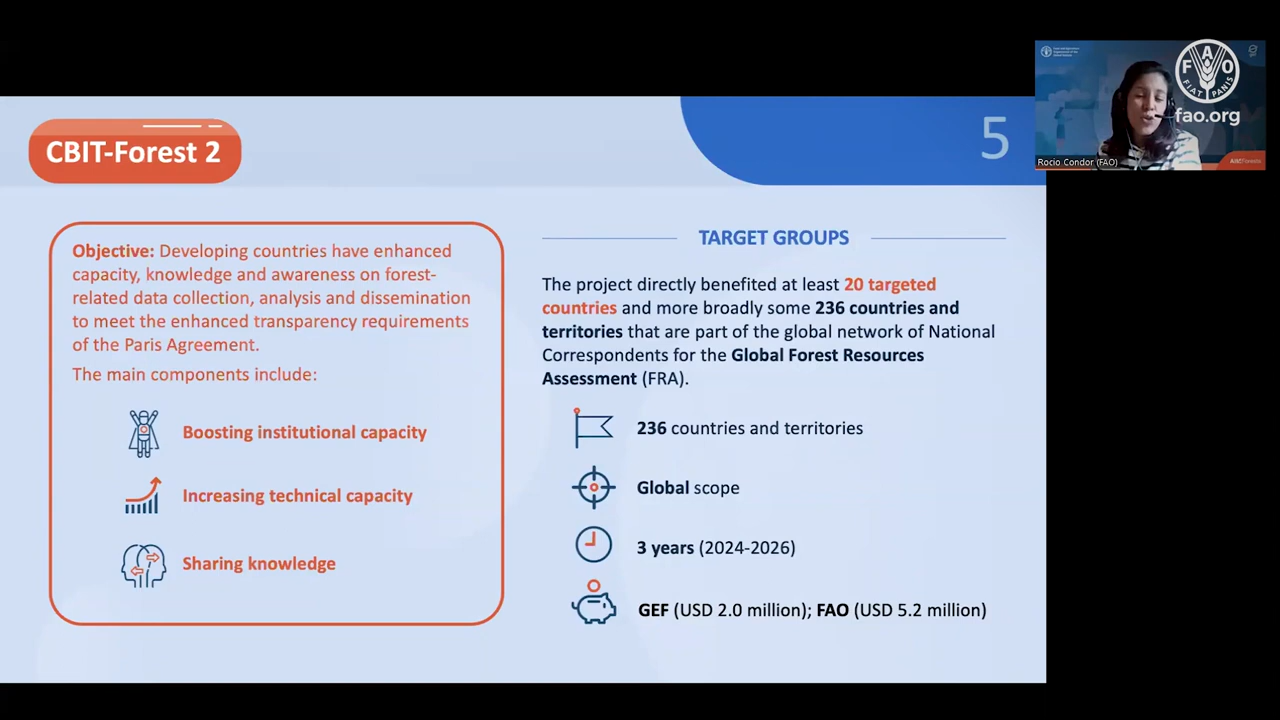 CBIT-Forest 2
5
Objective: Developing countries have enhanced
capacity, knowledge and awareness on forest-
related data collection, analysis and dissemination
to meet the enhanced transparency requirements
of the Paris Agreement.
The main components include:
Boosting institutional capacity
Increasing technical capacity
Sharing knowledge
TARGET GROUPS
The project directly benefited at least 20 targeted
countries and more broadly some 236 countries and
territories that are part of the global network of National
Correspondents for the Global Forest Resources
Assessment (FRA).
236 countries and territories
Global scope
3 years (2024-2026)
GEF (USD 2.0 million); FAO (USD 5.2 million)
FAO
FIAT PANIS
fao.org
Rocio Condor (FAO)